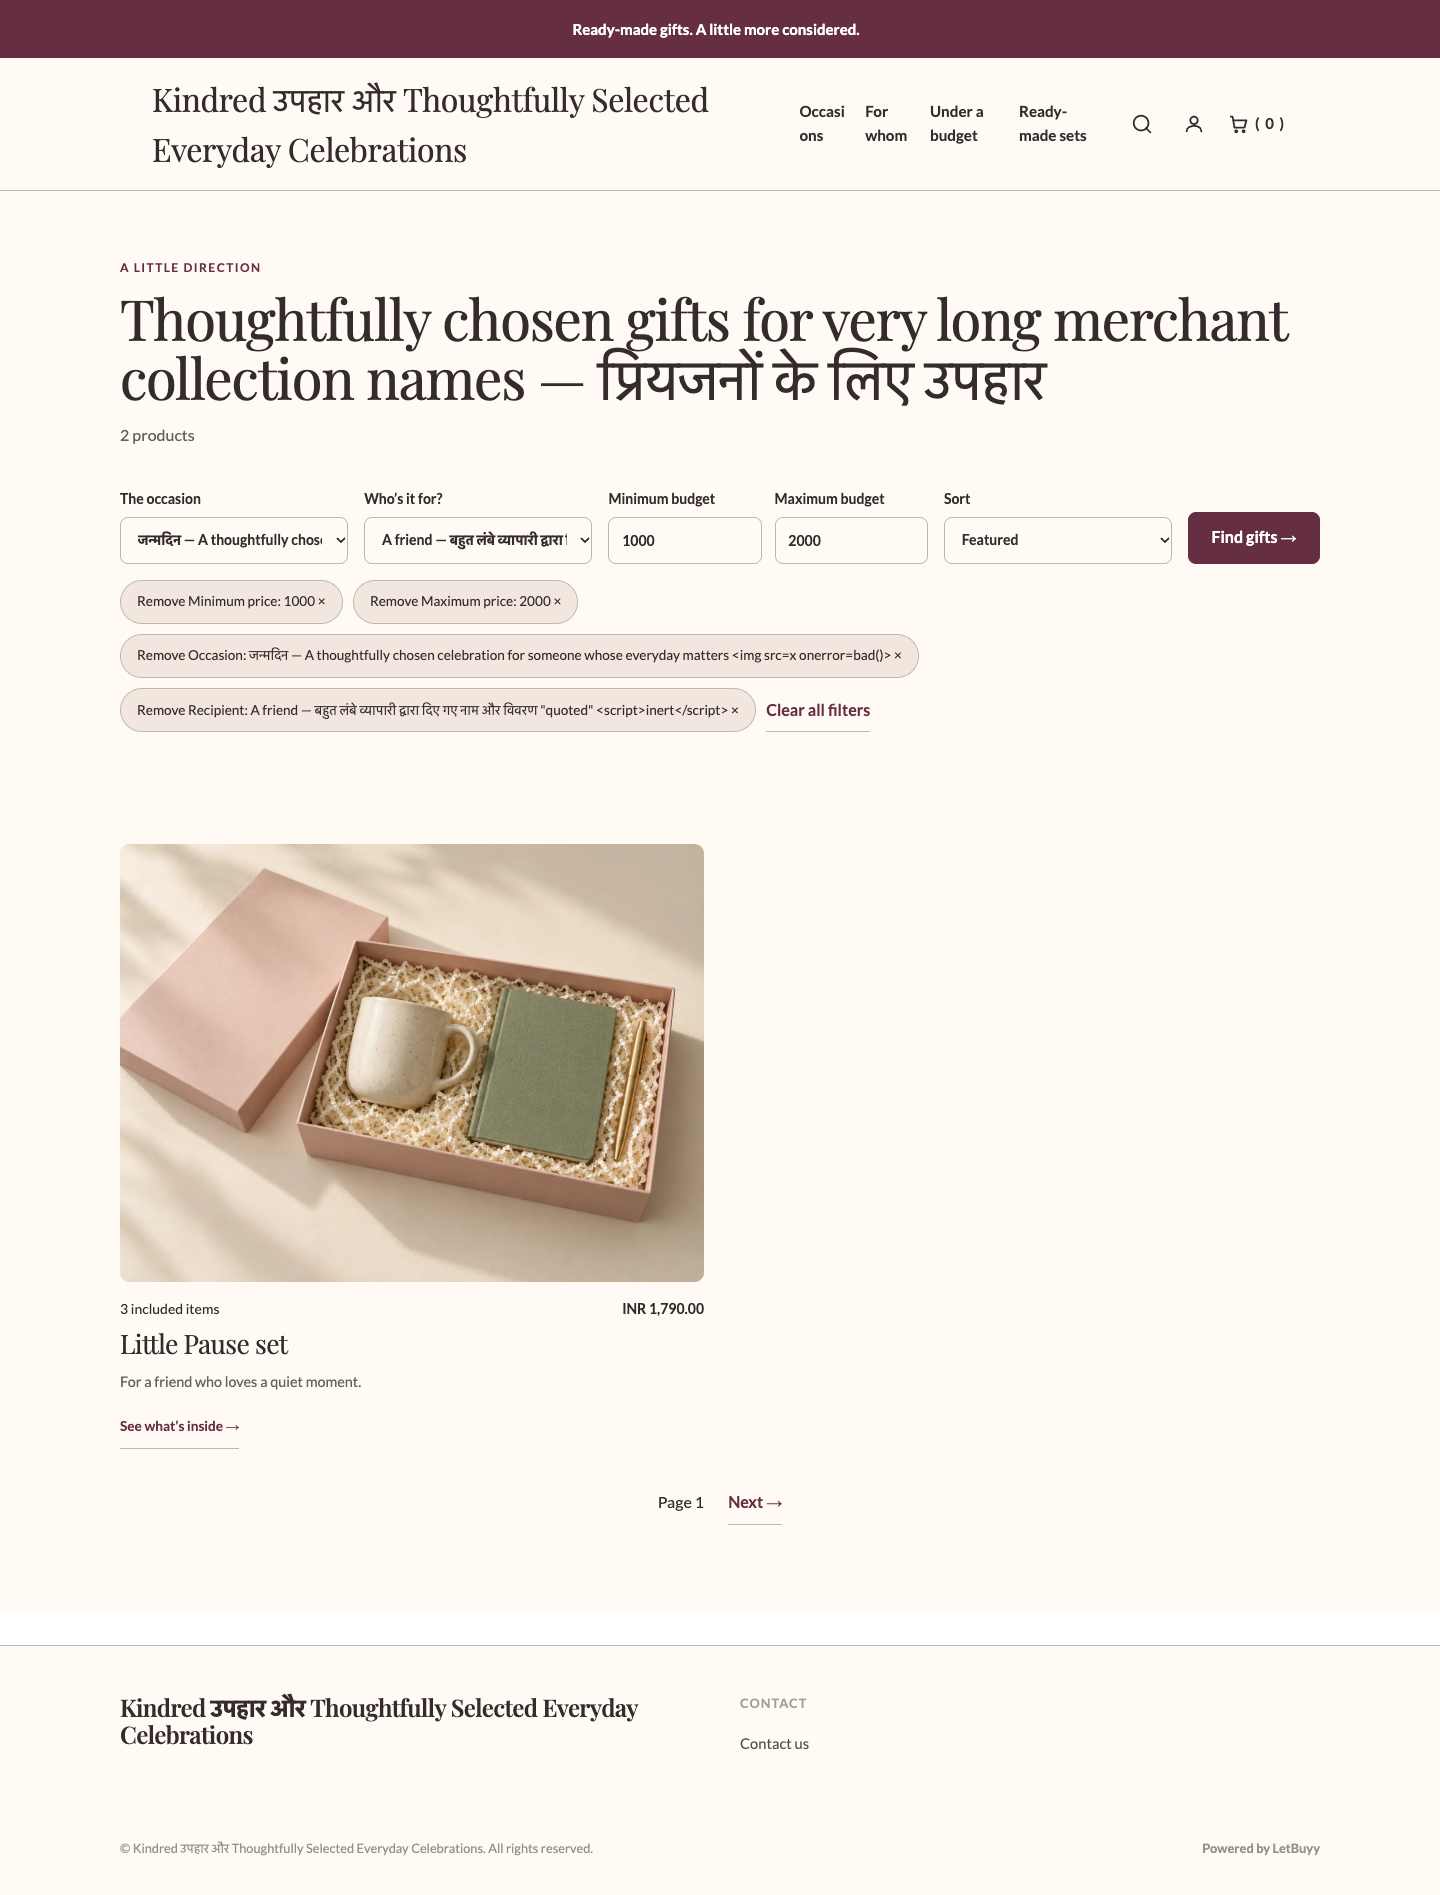 Ready-made gifts. A little more considered.
Kindred उपहार और Thoughtfully Selected
Everyday Celebrations
Occasi
ons
For
whom
Under a
budget
Ready-
made sets
( 0 )
A LITTLE DIRECTION
Thoughtfully chosen gifts for very long merchant
collection names — प्रियजनों के लिए उपहार
2 products
The occasion
Who's it for?
Minimum budget
Maximum budget
Sort
जन्मदिन — A thoughtfully chose
A friend — बहुत लंबे व्यापारी द्वारा
1000
2000
Featured
Find gifts →
Remove Minimum price: 1000 ×
Remove Maximum price: 2000 ×
Remove Occasion: जन्मदिन — A thoughtfully chosen celebration for someone whose everyday matters <img src=x onerror=bad()> ×
Remove Recipient: A friend — बहुत लंबे व्यापारी द्वारा दिए गए नाम और विवरण "quoted" <script>inert</script> ×
Clear all filters
3 included items
INR 1,790.00
Little Pause set
For a friend who loves a quiet moment.
See what's inside →
Page 1
Next →
Kindred उपहार और Thoughtfully Selected Everyday
Celebrations
CONTACT
Contact us
© Kindred उपहार और Thoughtfully Selected Everyday Celebrations. All rights reserved.
Powered by LetBuyy